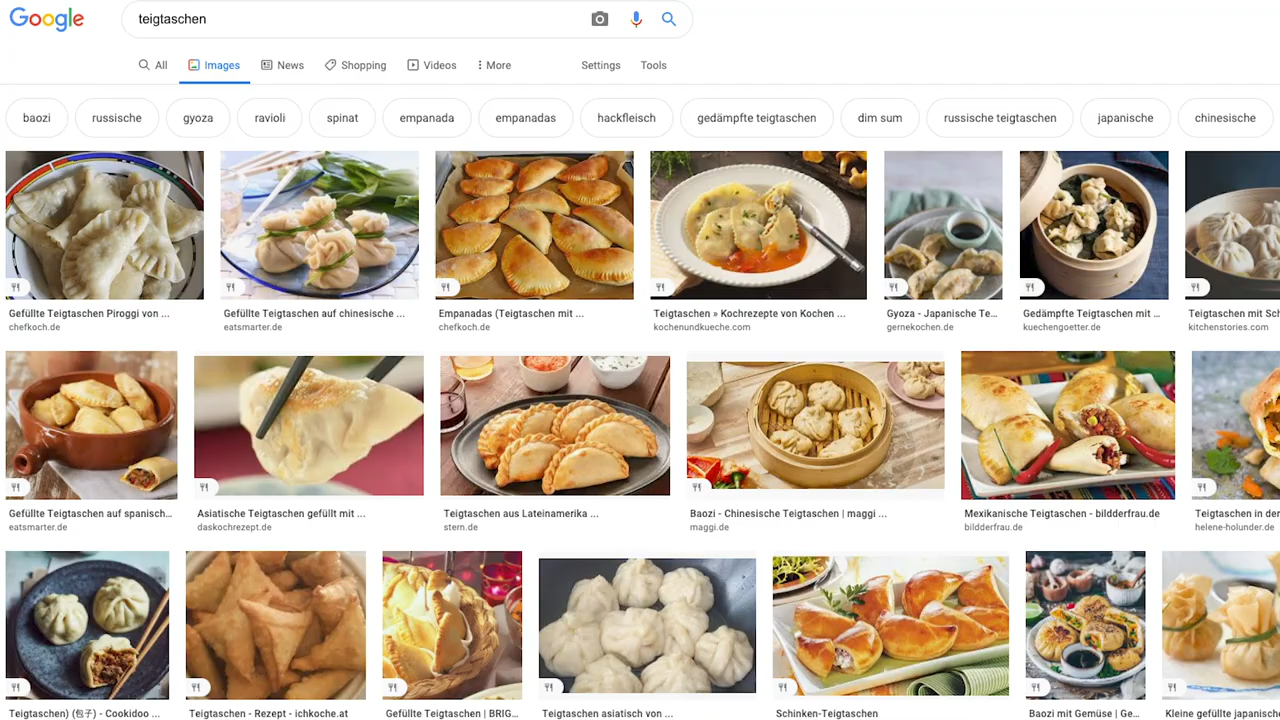 Google
teigtaschen
All Images News Shopping Videos More Settings Tools
baozi russische gyoza ravioli spinat empanada empanadas hackfleisch gedämpfte teigtaschen dim sum russische teigtaschen japanische chinesische
Gefüllte Teigtaschen Piroggi von ... Gefüllte Teigtaschen auf chinesische ... Empanadas (Teigtaschen mit ... Teigtaschen » Kochrezepte von Kochen ... Gyoza - Japanische Te... Gedämpfte Teigtaschen mit ... Teigtaschen mit Sch
chefkoch.de eatsmarter.de chefkoch.de kochenundkueche.com gernekochen.de kuechengoetter.de kitchenstories.com
Gefüllte Teigtaschen auf spanisch... Asiatische Teigtaschen gefüllt mit ... Teigtaschen aus Lateinamerika ... Baozi - Chinesische Teigtaschen | maggi ... Mexikanische Teigtaschen - bildderfrau.de Teigtaschen in der
eatsmarter.de daskochrezept.de stern.de maggi.de bildderfrau.de helene-holunder.de
Teigtaschen) (包子) - Cookidoo ... Teigtaschen - Rezept - ichkoche.at Gefüllte Teigtaschen | BRIG... Teigtaschen asiatisch von ... Schinken-Teigtaschen Baozi mit Gemüse | Ge... Kleine gefüllte japanische